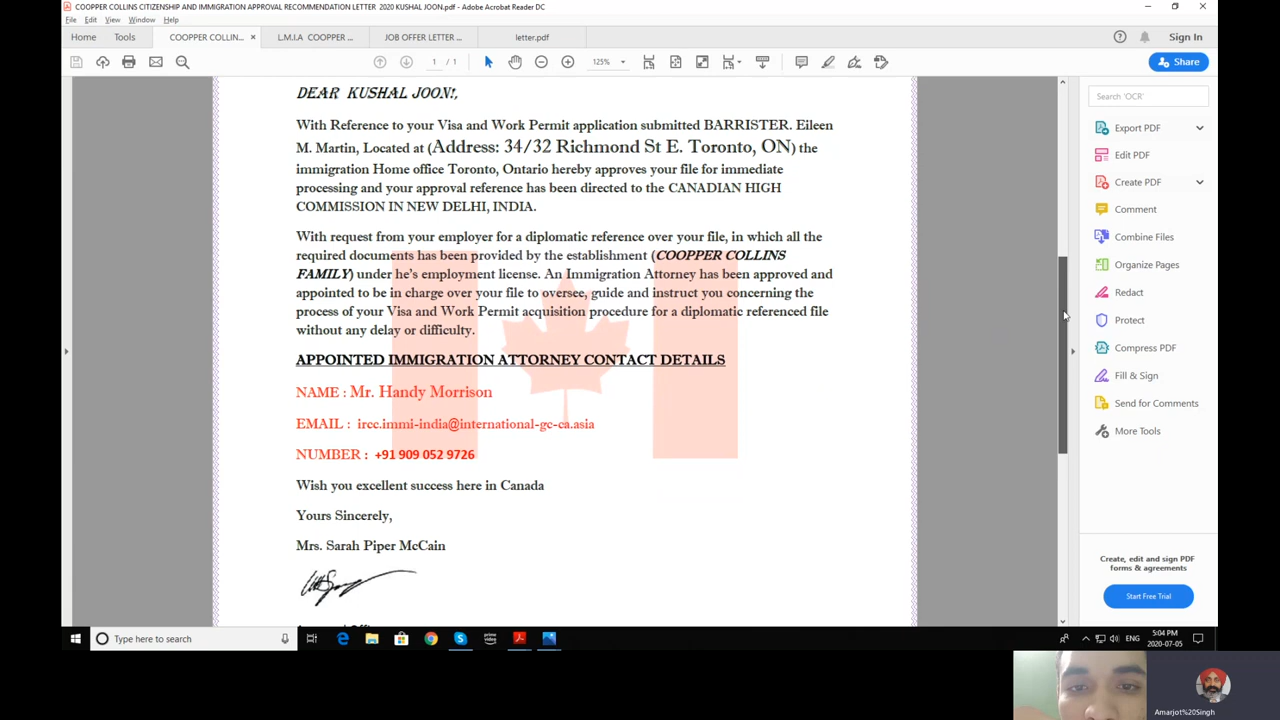 COOPPER COLLINS CITIZENSHIP AND IMMIGRATION APPROVAL RECOMMENDATION LETTER 2020 KUSHAL JOON.pdf - Adobe Acrobat Reader DC
File Edit View Window Help
Home Tools COOPPER COLLIN... × L.M.I.A COOPPER ... JOB OFFER LETTER ... letter.pdf Sign In
1 / 1 125% Share
DEAR KUSHAL JOON!,
With Reference to your Visa and Work Permit application submitted BARRISTER. Eileen
M. Martin, Located at (Address: 34/32 Richmond St E. Toronto, ON) the
immigration Home office Toronto, Ontario hereby approves your file for immediate
processing and your approval reference has been directed to the CANADIAN HIGH
COMMISSION IN NEW DELHI, INDIA.
With request from your employer for a diplomatic reference over your file, in which all the
required documents has been provided by the establishment (COOPPER COLLINS
FAMILY) under he's employment license. An Immigration Attorney has been approved and
appointed to be in charge over your file to oversee, guide and instruct you concerning the
process of your Visa and Work Permit acquisition procedure for a diplomatic referenced file
without any delay or difficulty.
APPOINTED IMMIGRATION ATTORNEY CONTACT DETAILS
NAME : Mr. Handy Morrison
EMAIL : ircc.immi-india@international-gc-ca.asia
NUMBER : +91 909 052 9726
Wish you excellent success here in Canada
Yours Sincerely,
Mrs. Sarah Piper McCain
Search 'OCR'
Export PDF
Edit PDF
Create PDF
Comment
Combine Files
Organize Pages
Redact
Protect
Compress PDF
Fill & Sign
Send for Comments
More Tools
Create, edit and sign PDF
forms & agreements
Start Free Trial
Type here to search
prime video
ENG
5:04 PM
2020-07-05
Amarjot%20Singh